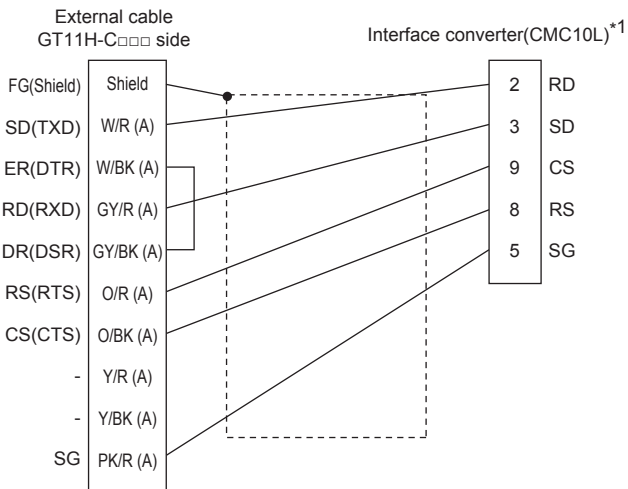 External cable
GT11H-C□□□ side
Interface converter(CMC10L)*1
FG(Shield) Shield 2 RD
SD(TXD) W/R (A) 3 SD
ER(DTR) W/BK (A) 9 CS
RD(RXD) GY/R (A) 8 RS
DR(DSR) GY/BK (A) 5 SG
RS(RTS) O/R (A)
CS(CTS) O/BK (A)
- Y/R (A)
- Y/BK (A)
SG PK/R (A)